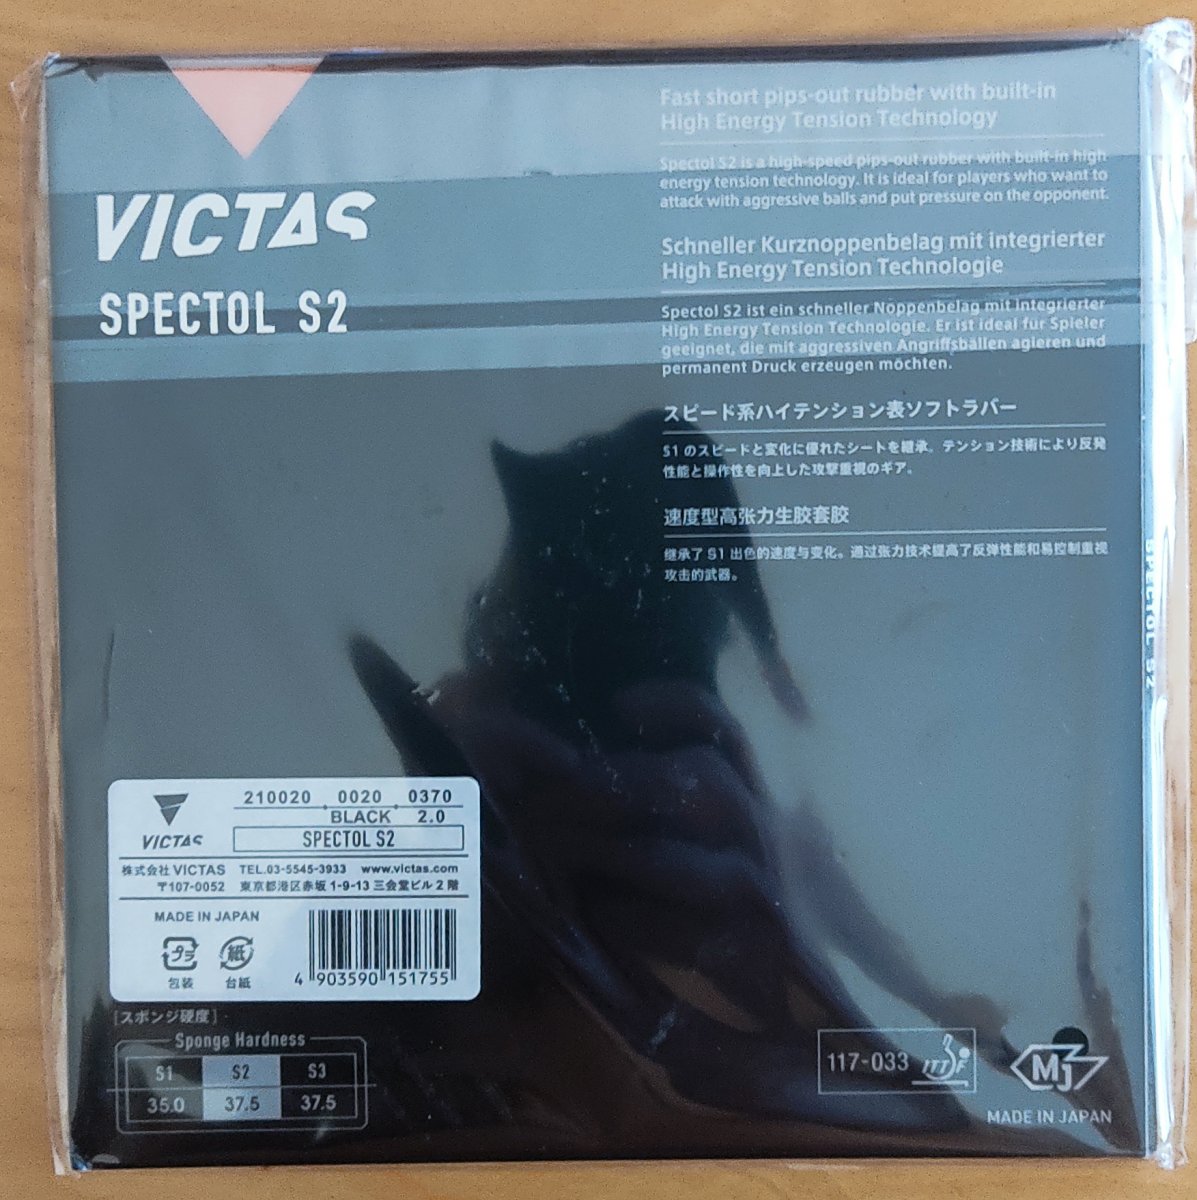 VICTAS
SPECTOL S2
Fast short pips-out rubber with built-in
High Energy Tension Technology
Spectol S2 is a high-speed pips-out rubber with built-in high
energy tension technology. It is ideal for players who want to
attack with aggressive balls and put pressure on the opponent.
Schneller Kurznoppenbelag mit integrierter
High Energy Tension Technologie
Spectol S2 ist ein schneller Noppenbelag mit integrierter
High Energy Tension Technologie. Er ist ideal für Spieler
geeignet, die mit aggressiven Angriffsbällen agieren und
permanent Druck erzeugen möchten.
スピード系ハイテンション表ソフトラバー
S1のスピードと変化に優れたシートを継承。テンション技術により反発
性能と操作性を向上した攻撃重視のギア。
速度型高张力生胶套胶
继承了 S1 出色的速度与变化。通过张力技术提高了反弹性能和易控制重视
攻击的武器。
SPECTOL S2
VICTAS
210020 0020 0370
BLACK 2.0
SPECTOL S2
株式会社 VICTAS TEL.03-5545-3933 www.victas.com
〒107-0052 東京都港区赤坂 1-9-13 三会堂ビル 2 階
MADE IN JAPAN
プラ
包装
紙
台紙
4 903590 151755
[スポンジ硬度]
Sponge Hardness
S1 S2 S3
35.0 37.5 37.5
117-033 ITTF
MJ
MADE IN JAPAN